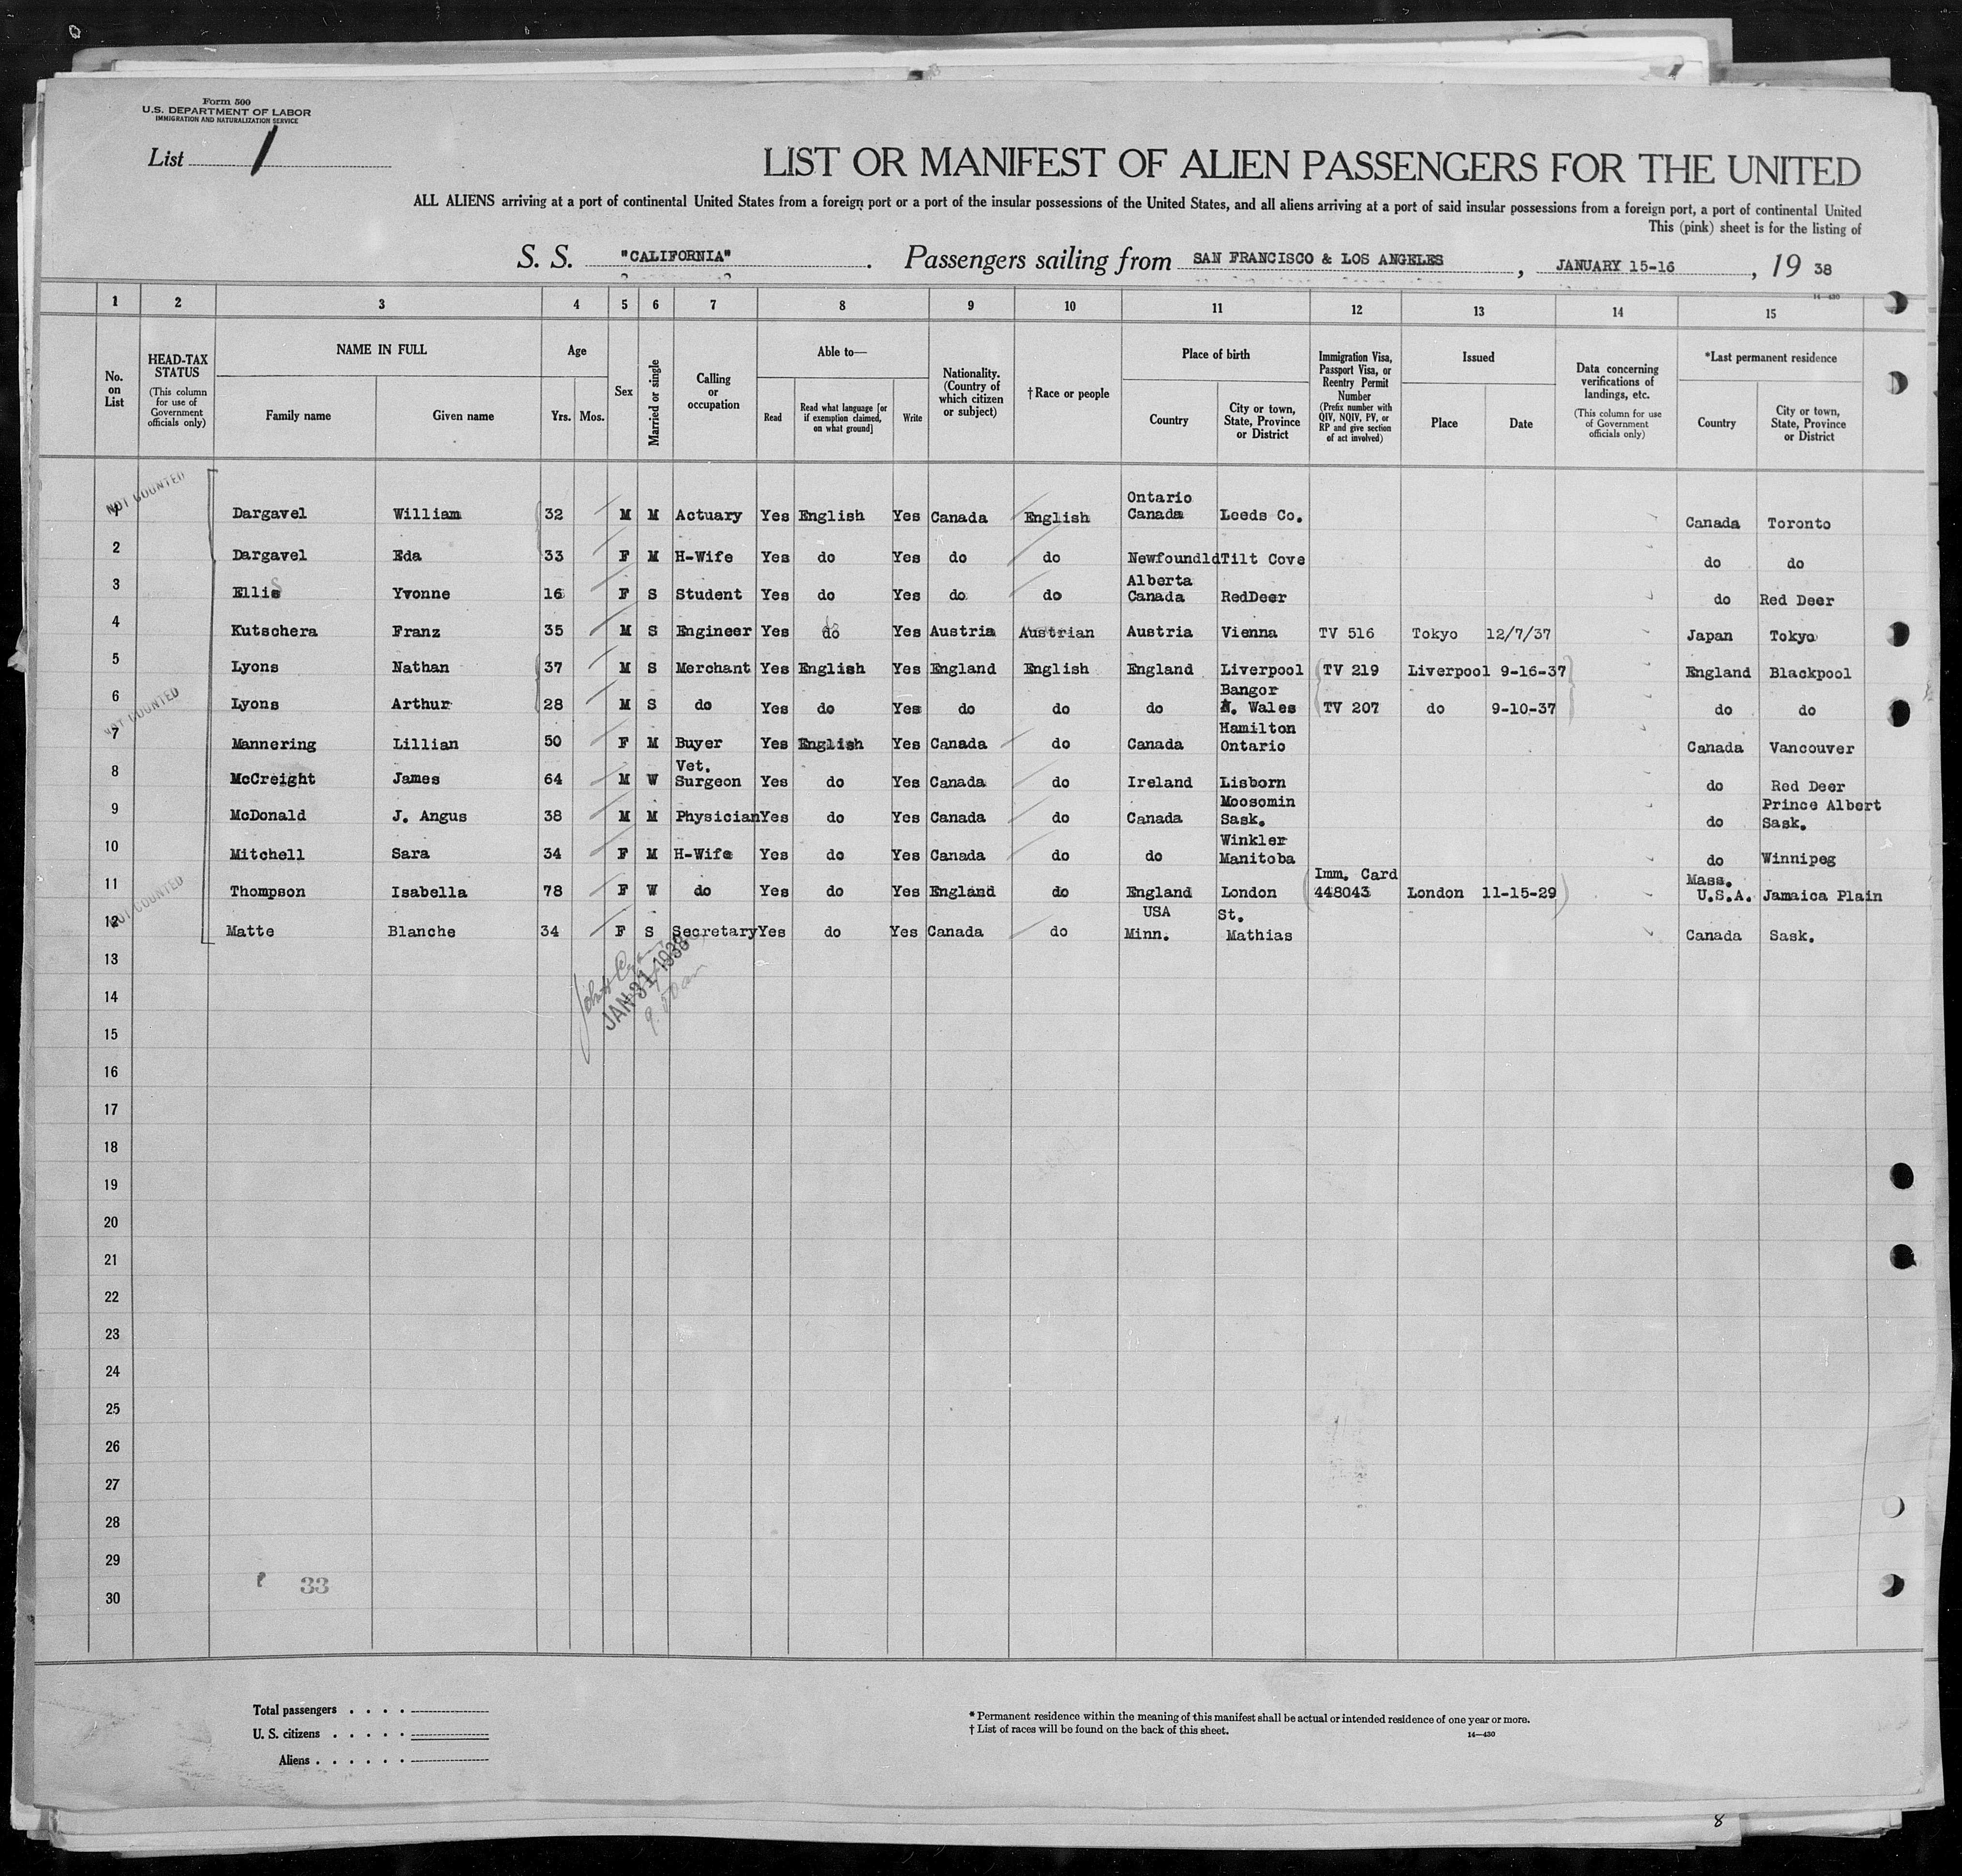 Form 500
U.S. DEPARTMENT OF LABOR
IMMIGRATION AND NATURALIZATION SERVICE
List 1
LIST OR MANIFEST OF ALIEN PASSENGERS FOR THE UNITED
ALL ALIENS arriving at a port of continental United States from a foreign port or a port of the insular possessions of the United States, and all aliens arriving at a port of said insular possessions from a foreign port, a port of continental United
This (pink) sheet is for the listing of
S. S. "CALIFORNIA". Passengers sailing from SAN FRANCISCO & LOS ANGELES, JANUARY 15-16, 19 38
14—430
1 2 3 4 5 6 7 8 9 10 11 12 13 14 15
No. on List
HEAD-TAX STATUS (This column for use of Government officials only)
NAME IN FULL
Family name Given name
Age
Yrs. Mos.
Sex
Married or single
Calling or occupation
Able to—
Read
Read what language [or if exemption claimed, on what ground]
Write
Nationality. (Country of which citizen or subject)
†Race or people
Place of birth
Country
City or town, State, Province or District
Immigration Visa, Passport Visa, or Reentry Permit Number (Prefix number with QIV, NQIV, PV, or RP and give section of act involved)
Issued
Place Date
Data concerning verifications of landings, etc. (This column for use of Government officials only)
*Last permanent residence
Country
City or town, State, Province or District
NOT COUNTED
1 Dargavel William 32 M M Actuary Yes English Yes Canada English Ontario Canada Leeds Co. Canada Toronto
2 Dargavel Eda 33 F M H-Wife Yes do Yes do do Newfoundld Tilt Cove do do
3 Ellis Yvonne 16 F S Student Yes do Yes do do Alberta Canada RedDeer do Red Deer
4 Kutschera Franz 35 M S Engineer Yes do Yes Austria Austrian Austria Vienna TV 516 Tokyo 12/7/37 Japan Tokyo
5 Lyons Nathan 37 M S Merchant Yes English Yes England English England Liverpool TV 219 Liverpool 9-16-37 England Blackpool
NOT COUNTED
6 Lyons Arthur 28 M S do Yes do Yes do do do Bangor N. Wales TV 207 do 9-10-37 do do
7 Mannering Lillian 50 F M Buyer Yes English Yes Canada do Canada Hamilton Ontario Canada Vancouver
8 McCreight James 64 M W Vet. Surgeon Yes do Yes Canada do Ireland Lisborn do Red Deer
9 McDonald J. Angus 38 M M Physician Yes do Yes Canada do Canada Moosomin Sask. do Prince Albert Sask.
10 Mitchell Sara 34 F M H-Wife Yes do Yes Canada do do Winkler Manitoba do Winnipeg
11 Thompson Isabella 78 F W do Yes do Yes England do England London Imm. Card 448043 London 11-15-29 Mass. U.S.A. Jamaica Plain
NOT COUNTED
12 Matte Blanche 34 F S Secretary Yes do Yes Canada do USA Minn. St. Mathias Canada Sask.
13
JAN 31 1938
9.50 am
14
15
16
17
18
19
20
21
22
23
24
25
26
27
28
29
33
30
Total passengers
U. S. citizens
Aliens
* Permanent residence within the meaning of this manifest shall be actual or intended residence of one year or more.
† List of races will be found on the back of this sheet.
14—430
8